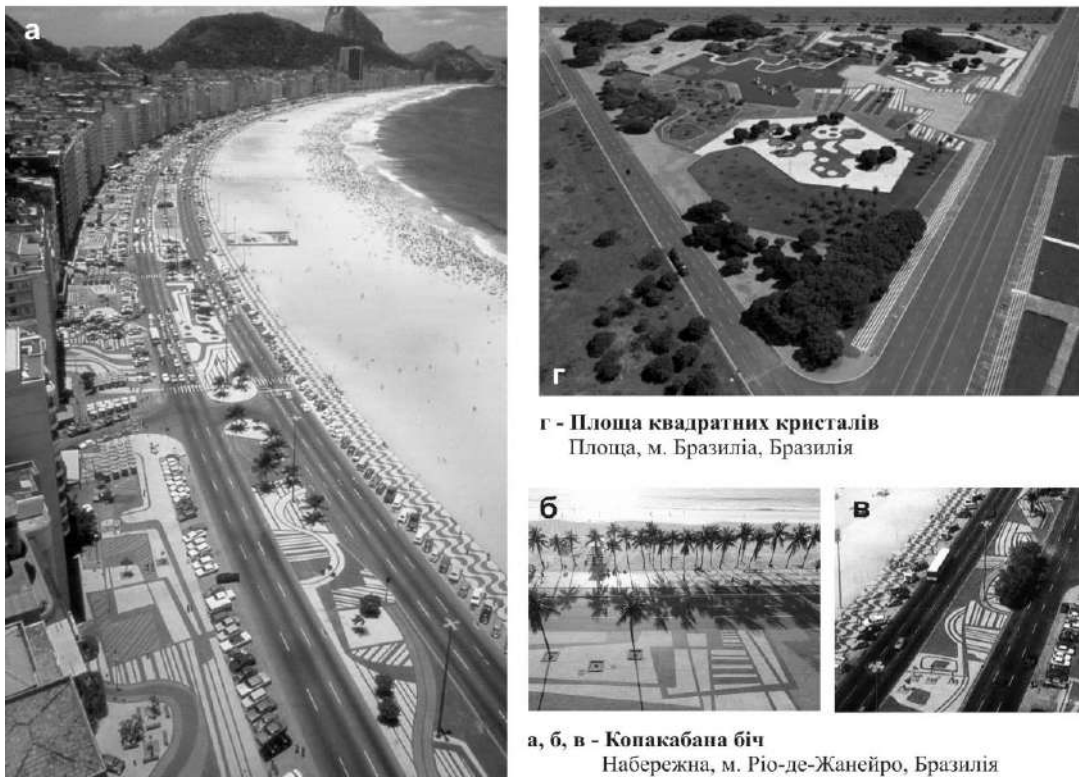 а
г
г - Площа квадратних кристалів
Площа, м. Бразиліа, Бразилія
б
в
а, б, в - Копакабана біч
Набережна, м. Ріо-де-Жанейро, Бразилія